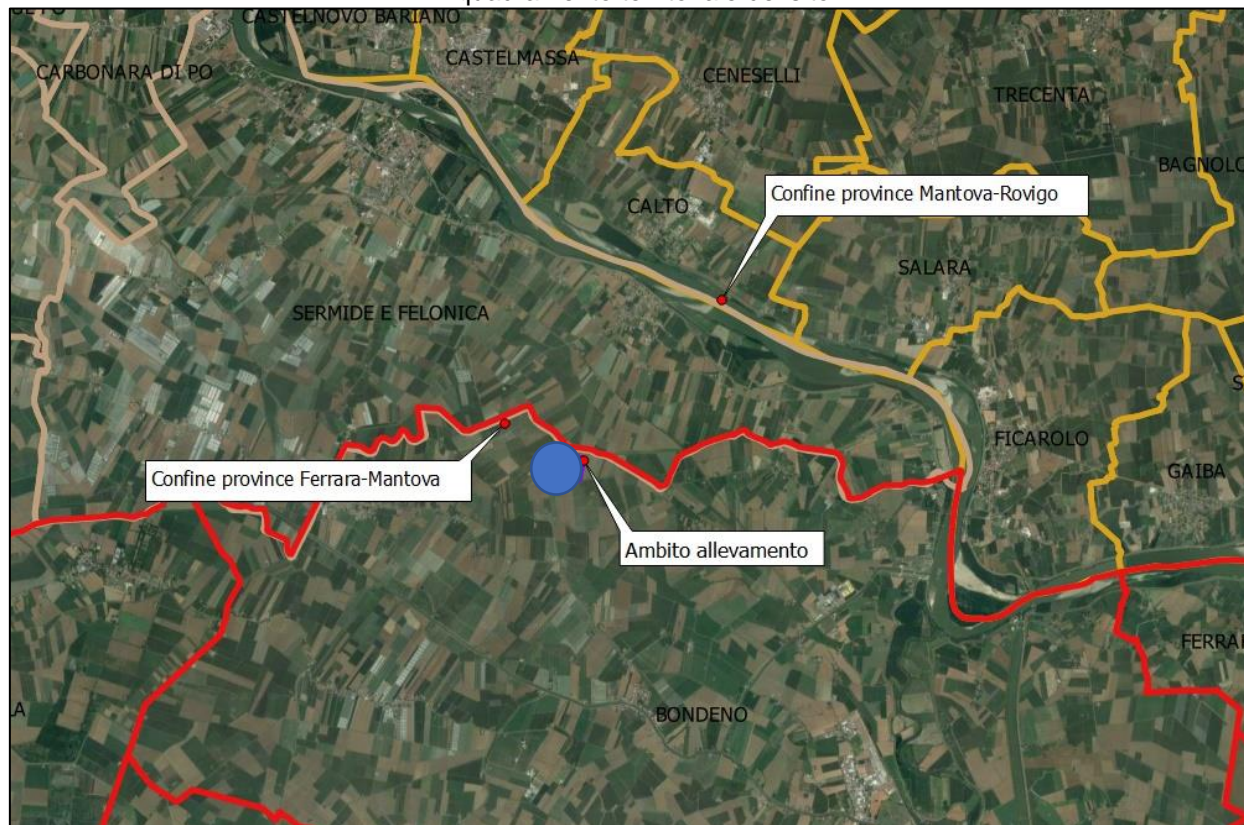 CASTELNOVO BARIANO
CARBONARA DI PO
CASTELMASSA
CENESELLI
TRECENTA
BAGNOLO
Confine province Mantova-Rovigo
CALTO
SALARA
SERMIDE E FELONICA
FICAROLO
GAIBA
Confine province Ferrara-Mantova
Ambito allevamento
BONDENO